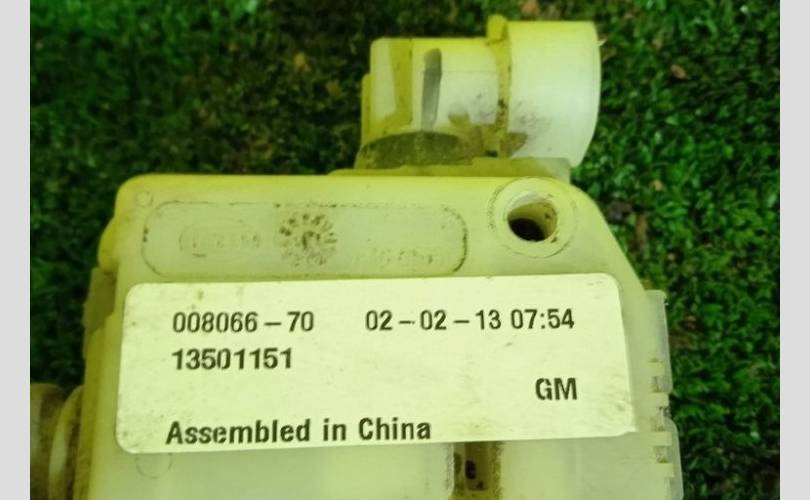 008066-70 02-02-13 07:54
13501151
GM
Assembled in China